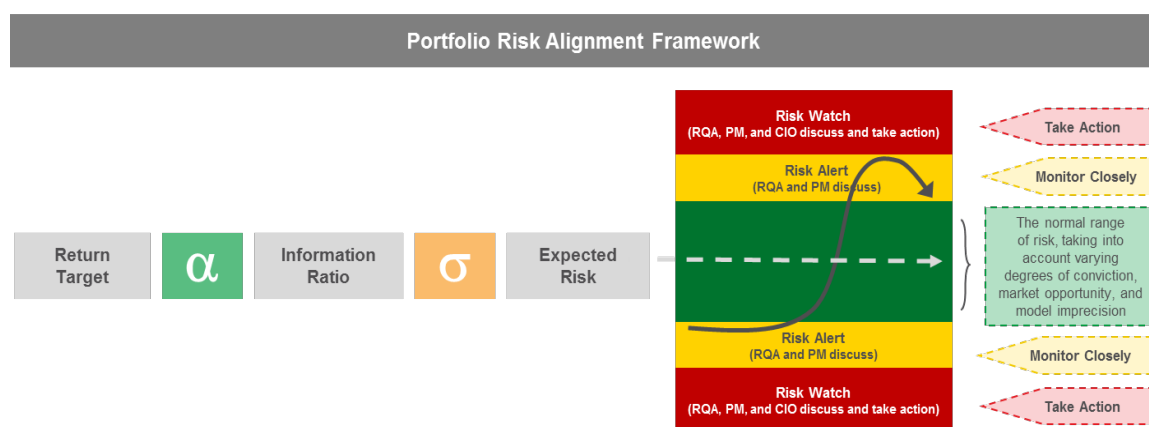 Portfolio Risk Alignment Framework
Return
Target
α
Information
Ratio
σ
Expected
Risk
Risk Watch
(RQA, PM, and CIO discuss and take action)
Take Action
Risk Alert
(RQA and PM discuss)
Monitor Closely
The normal range
of risk, taking into
account varying
degrees of conviction,
market opportunity, and
model imprecision
Risk Alert
(RQA and PM discuss)
Monitor Closely
Risk Watch
(RQA, PM, and CIO discuss and take action)
Take Action